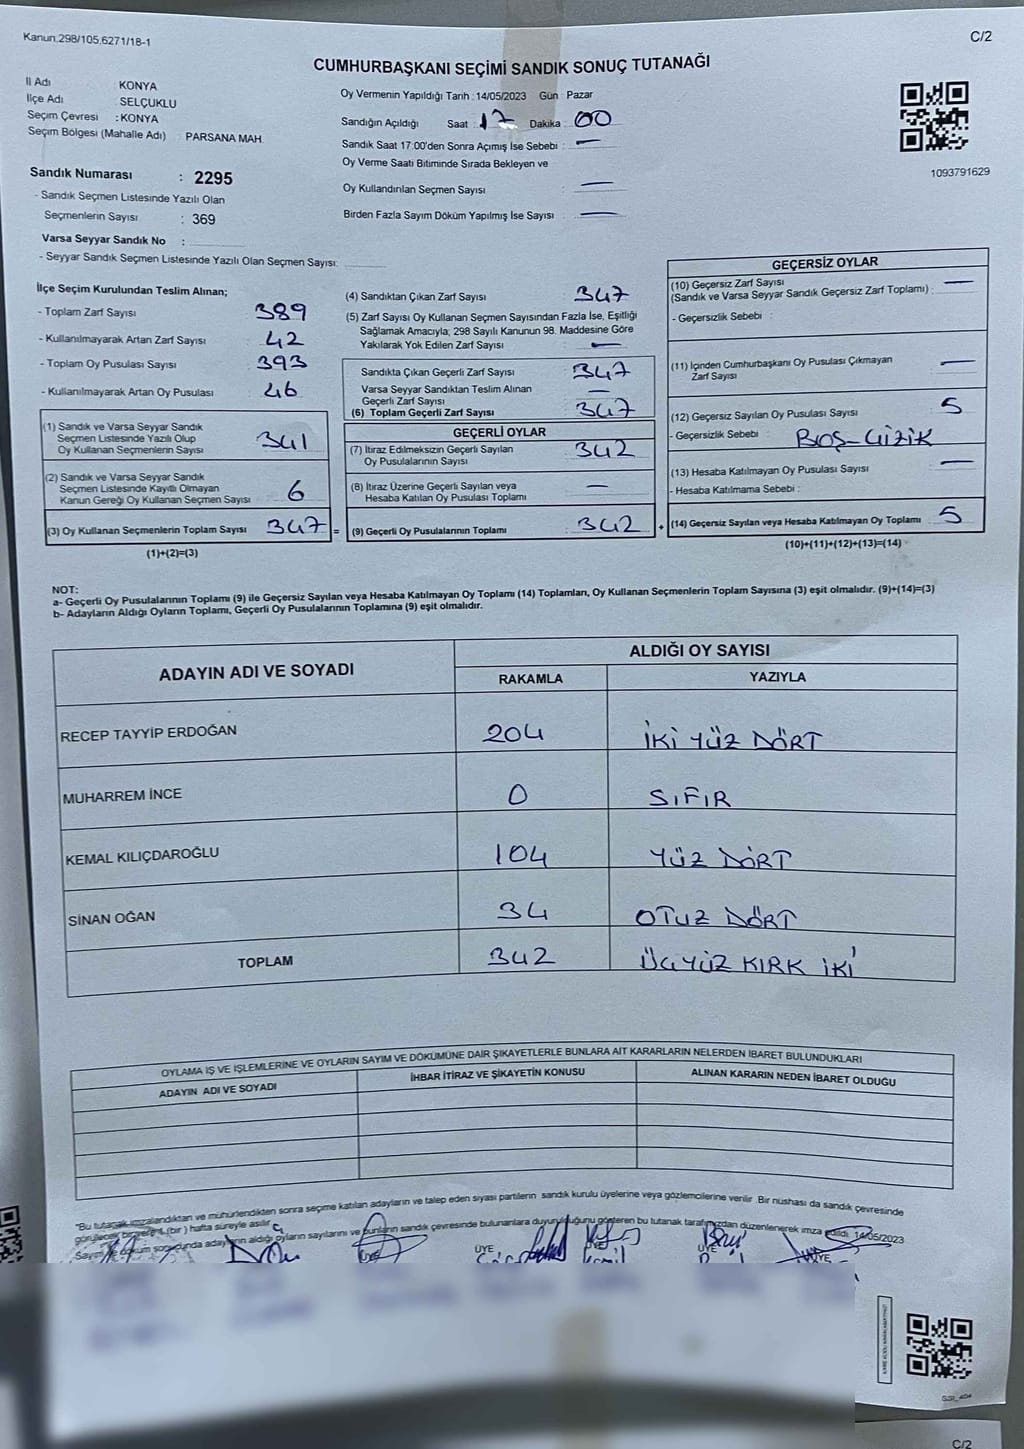 Kanun.298/105,6271/18-1
C/2
CUMHURBAŞKANI SEÇİMİ SANDIK SONUÇ TUTANAĞI
İl Adı : KONYA
İlçe Adı SELÇUKLU
Seçim Çevresi : KONYA
Seçim Bölgesi (Mahalle Adı) PARSANA MAH.
Oy Vermenin Yapıldığı Tarih : 14/05/2023 Gün : Pazar
Sandığın Açıldığı Saat : 17 Dakika : 00
Sandık Saat 17:00'den Sonra Açımış İse Sebebi : —
Oy Verme Saati Bitiminde Sırada Bekleyen ve
Oy Kullandırılan Seçmen Sayısı : —
Birden Fazla Sayım Döküm Yapılmış İse Sayısı : —
1093791629
Sandık Numarası : 2295
- Sandık Seçmen Listesinde Yazılı Olan
Seçmenlerin Sayısı : 369
Varsa Seyyar Sandık No :
- Seyyar Sandık Seçmen Listesinde Yazılı Olan Seçmen Sayısı:
İlçe Seçim Kurulundan Teslim Alınan;
- Toplam Zarf Sayısı 389
- Kullanılmayarak Artan Zarf Sayısı 42
- Toplam Oy Pusulası Sayısı 393
- Kullanılmayarak Artan Oy Pusulası 46
(1) Sandık ve Varsa Seyyar Sandık
Seçmen Listesinde Yazılı Olup
Oy Kullanan Seçmenlerin Sayısı 341
(2) Sandık ve Varsa Seyyar Sandık
Seçmen Listesinde Kayıtlı Olmayan
Kanun Gereği Oy Kullanan Seçmen Sayısı 6
(3) Oy Kullanan Seçmenlerin Toplam Sayısı 347 =
(1)+(2)=(3)
(4) Sandıktan Çıkan Zarf Sayısı 347
(5) Zarf Sayısı Oy Kullanan Seçmen Sayısından Fazla İse, Eşitliği
Sağlamak Amacıyla; 298 Sayılı Kanunun 98. Maddesine Göre
Yakılarak Yok Edilen Zarf Sayısı : —
Sandıkta Çıkan Geçerli Zarf Sayısı : 347
Varsa Seyyar Sandıktan Teslim Alınan
Geçerli Zarf Sayısı : —
(6) Toplam Geçerli Zarf Sayısı : 347
GEÇERLİ OYLAR
(7) İtiraz Edilmeksizin Geçerli Sayılan
Oy Pusulalarının Sayısı : 342
(8) İtiraz Üzerine Geçerli Sayılan veya
Hesaba Katılan Oy Pusulası Toplamı : —
(9) Geçerli Oy Pusulalarının Toplamı : 342 +
GEÇERSİZ OYLAR
(10) Geçersiz Zarf Sayısı
(Sandık ve Varsa Seyyar Sandık Geçersiz Zarf Toplamı) : —
- Geçersizlik Sebebi :
(11) İçinden Cumhurbaşkanı Oy Pusulası Çıkmayan
Zarf Sayısı : —
(12) Geçersiz Sayılan Oy Pusulası Sayısı : 5
- Geçersizlik Sebebi : BOŞ-ÇİZİK
(13) Hesaba Katılmayan Oy Pusulası Sayısı : —
- Hesaba Katılmama Sebebi :
(14) Geçersiz Sayılan veya Hesaba Katılmayan Oy Toplamı : 5
(10)+(11)+(12)+(13)=(14)
NOT:
a- Geçerli Oy Pusulalarının Toplamı (9) ile Geçersiz Sayılan veya Hesaba Katılmayan Oy Toplamı (14) Toplamları, Oy Kullanan Seçmenlerin Toplam Sayısına (3) eşit olmalıdır. (9)+(14)=(3)
b- Adayların Aldığı Oyların Toplamı, Geçerli Oy Pusulalarının Toplamına (9) eşit olmalıdır.
ADAYIN ADI VE SOYADI
ALDIĞI OY SAYISI
RAKAMLA YAZIYLA
RECEP TAYYİP ERDOĞAN 204 İKİ YÜZ DÖRT
MUHARREM İNCE 0 SIFIR
KEMAL KILIÇDAROĞLU 104 YÜZ DÖRT
SİNAN OĞAN 34 OTUZ DÖRT
TOPLAM 342 ÜÇYÜZ KIRK İKİ
OYLAMA İŞ VE İŞLEMLERİNE VE OYLARIN SAYIM VE DÖKÜMÜNE DAİR ŞİKAYETLERLE BUNLARA AİT KARARLARIN NELERDEN İBARET BULUNDUKLARI
ADAYIN ADI VE SOYADI İHBAR İTİRAZ VE ŞİKAYETİN KONUSU ALINAN KARARIN NEDEN İBARET OLDUĞU
"Bu tutanak imzalandıktan ve mühürlendikten sonra seçime katılan adayların ve talep eden siyasi partilerin sandık kurulu üyelerine veya gözlemcilerine verilir. Bir nüshası da sandık çevresinde
görülecek bir yere (bir) hafta süreyle asılır.
Sayım ve döküm sonucunda adayların aldığı oyların sayılarını ve bunların sandık çevresinde bulunanlara duyurulduğunu gösteren bu tutanak tarafımızdan düzenlenerek imza edildi. 14/05/2023
ÜYE ÜYE ÜYE ÜYE ÜYE
C/2